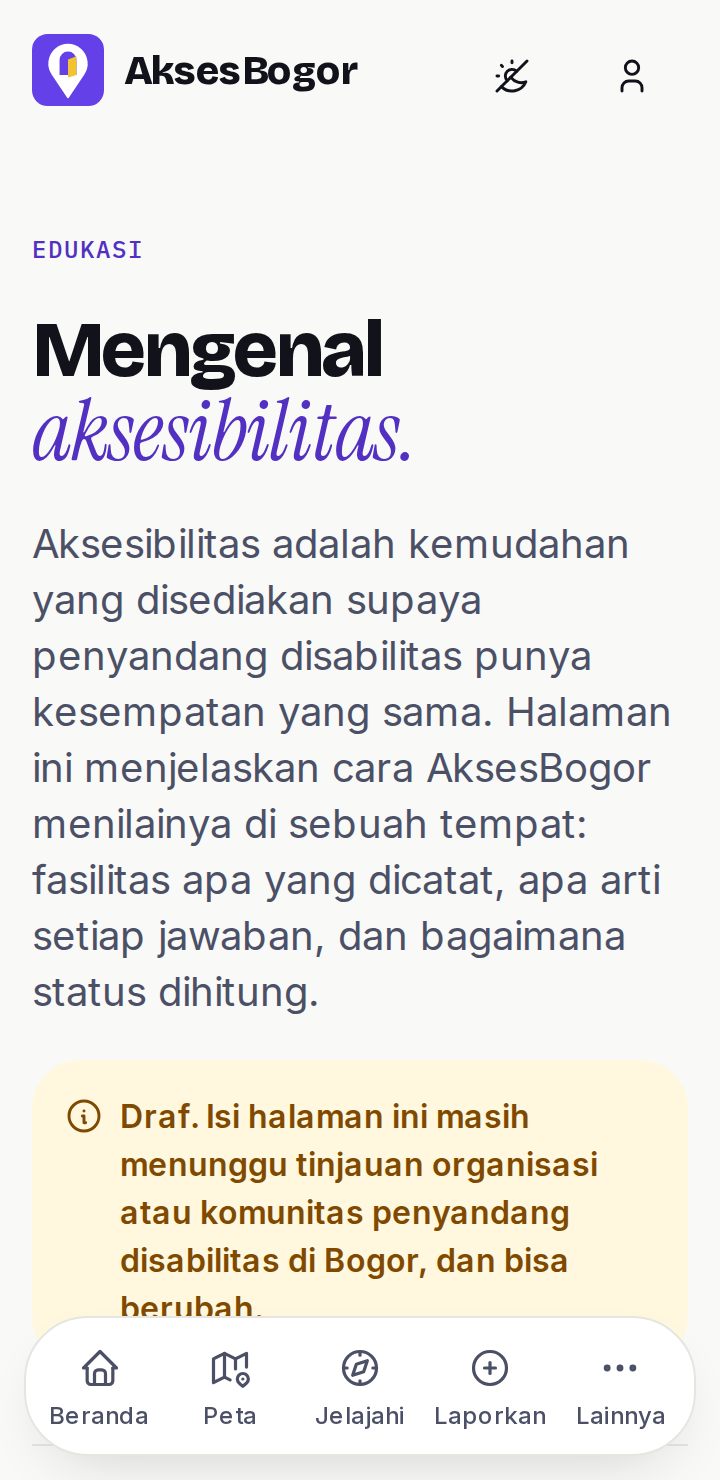 AksesBogor
EDUKASI
Mengenal
aksesibilitas.
Aksesibilitas adalah kemudahan
yang disediakan supaya
penyandang disabilitas punya
kesempatan yang sama. Halaman
ini menjelaskan cara AksesBogor
menilainya di sebuah tempat:
fasilitas apa yang dicatat, apa arti
setiap jawaban, dan bagaimana
status dihitung.
Draf. Isi halaman ini masih
menunggu tinjauan organisasi
atau komunitas penyandang
disabilitas di Bogor, dan bisa
berubah.
Beranda
Peta
Jelajahi
Laporkan
Lainnya